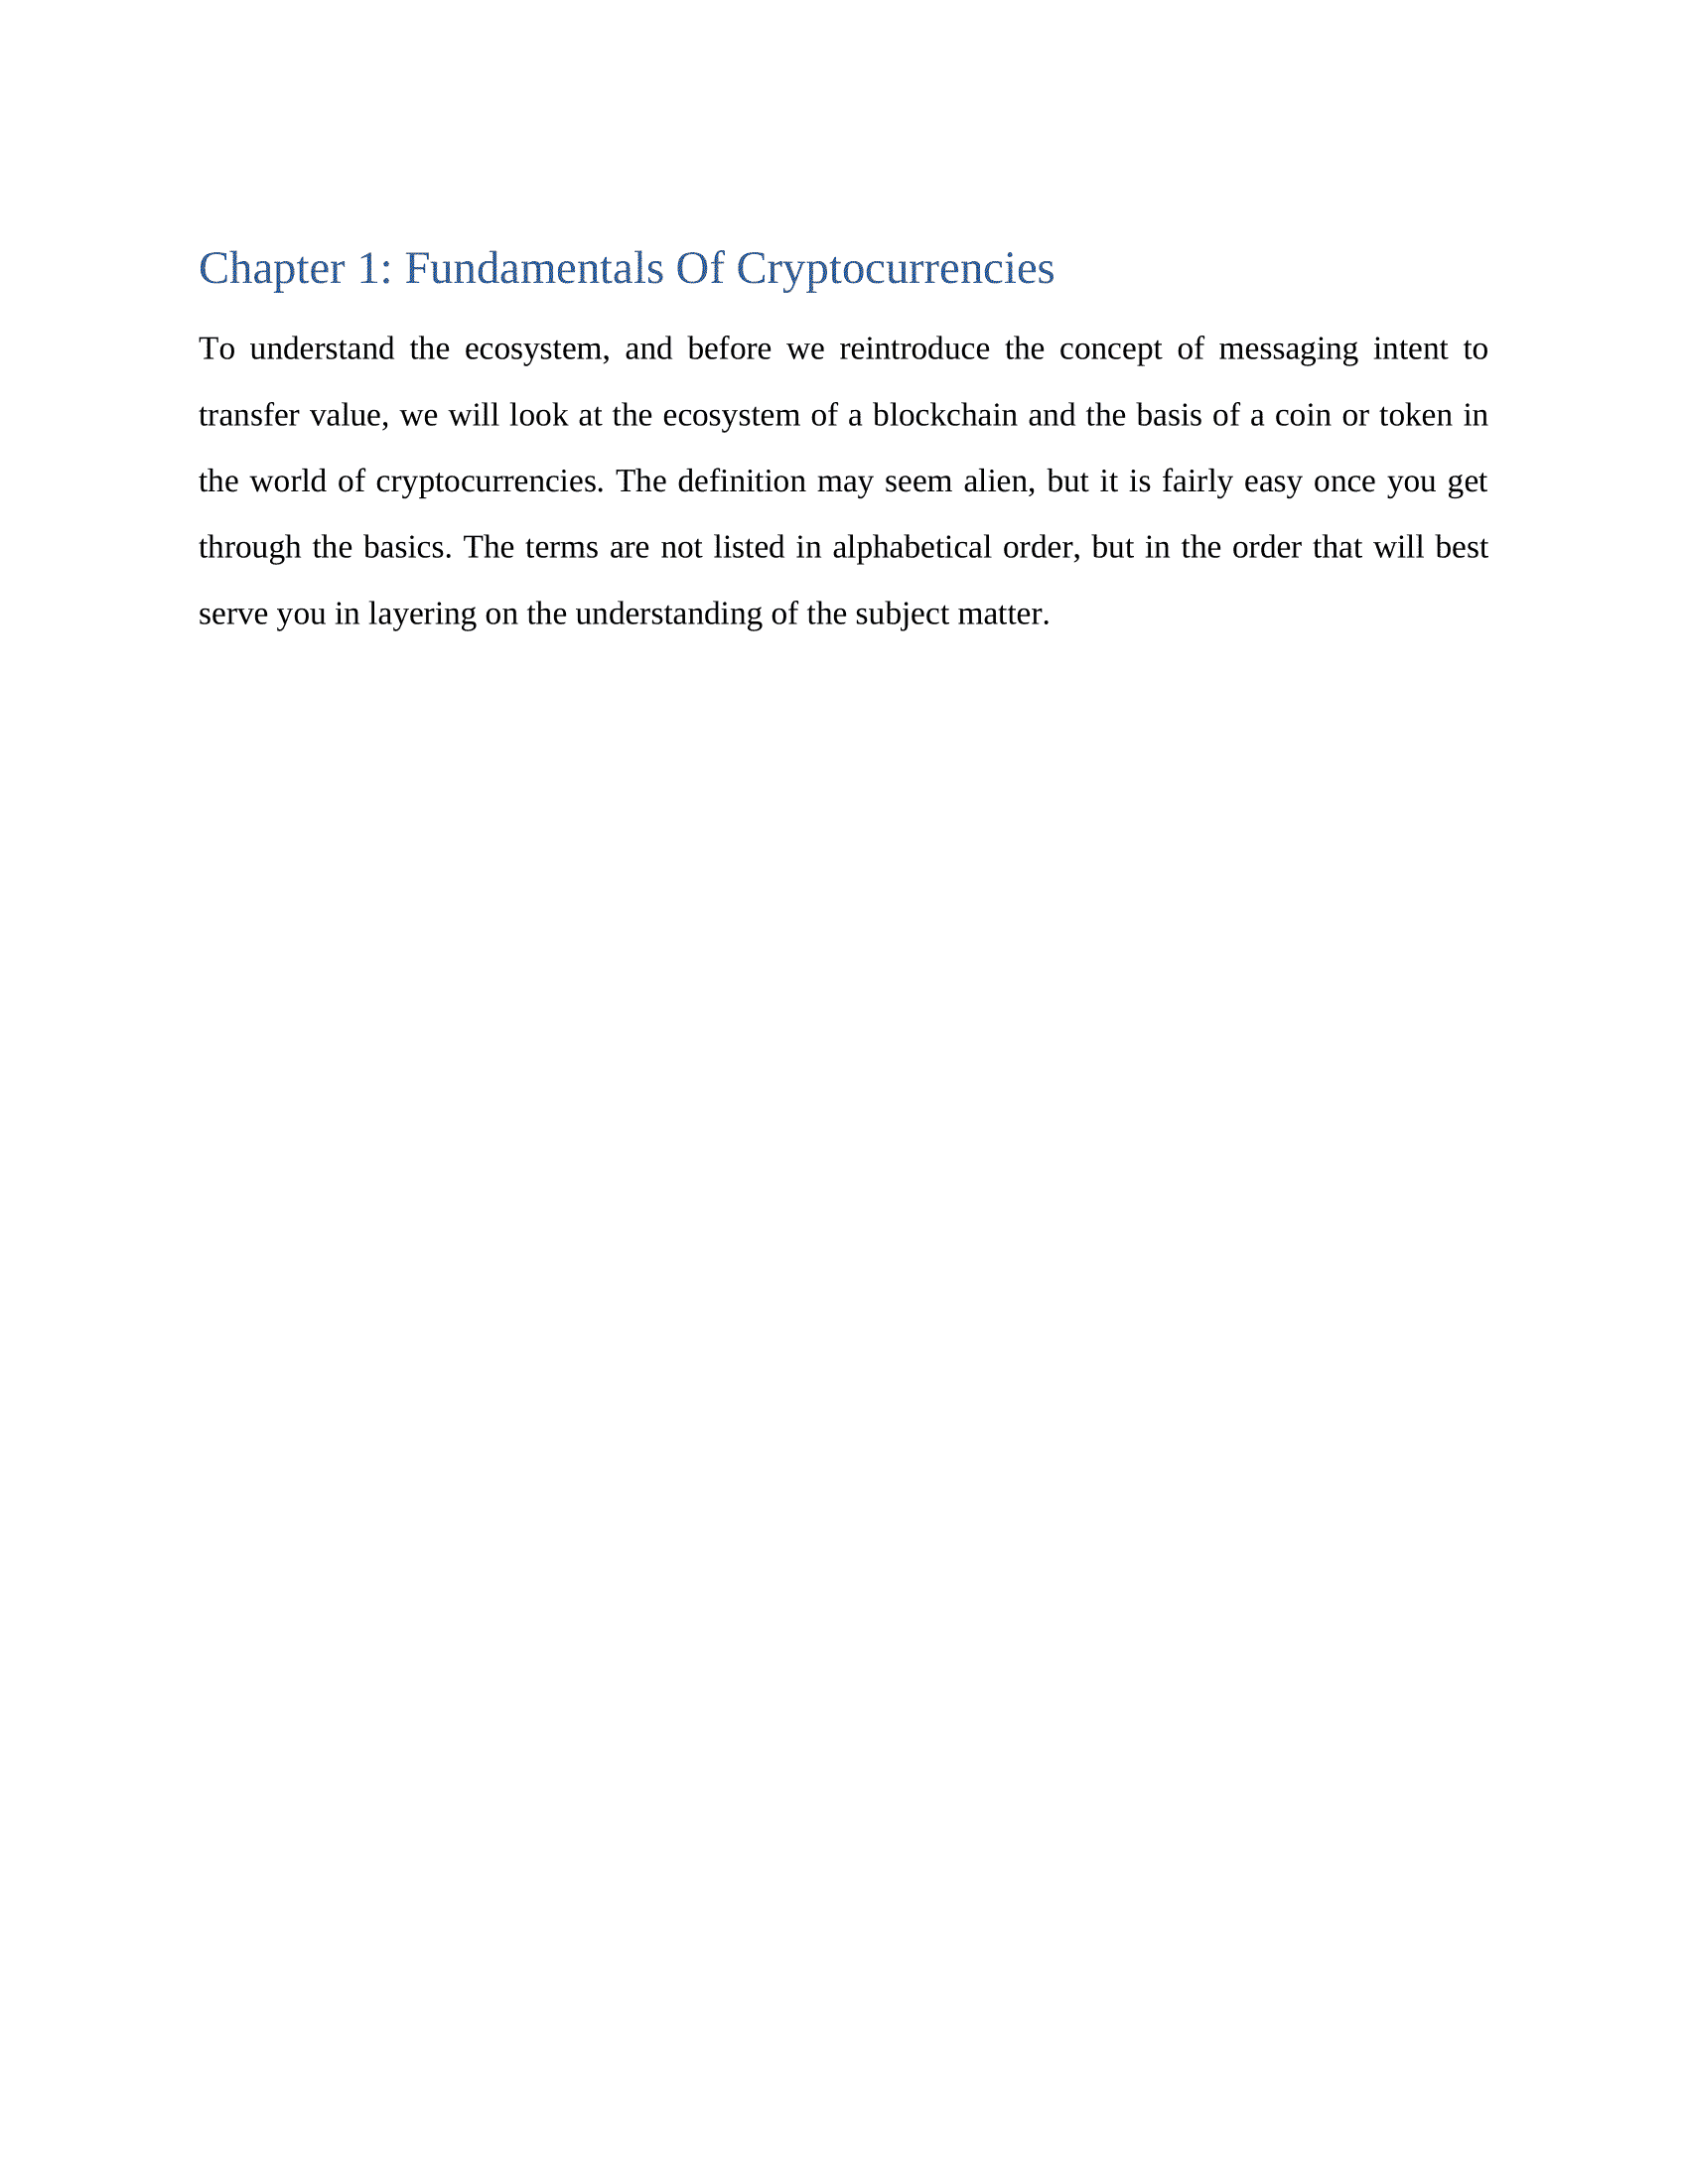 Chapter 1: Fundamentals Of Cryptocurrencies
To understand the ecosystem, and before we reintroduce the concept of messaging intent to
transfer value, we will look at the ecosystem of a blockchain and the basis of a coin or token in
the world of cryptocurrencies. The definition may seem alien, but it is fairly easy once you get
through the basics. The terms are not listed in alphabetical order, but in the order that will best
serve you in layering on the understanding of the subject matter.